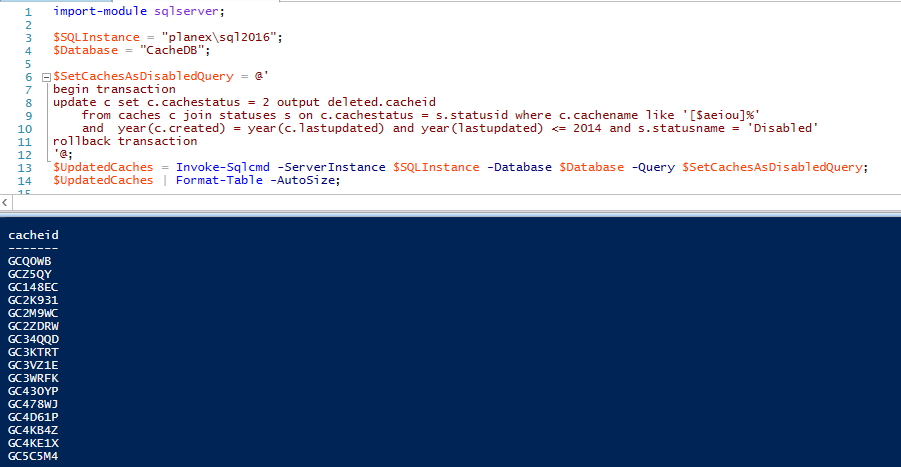 1 import-module sqlserver;
2
3 $SQLInstance = "planex\sql2016";
4 $Database = "CacheDB";
5
6 $SetCachesAsDisabledQuery = @'
7 begin transaction
8 update c set c.cachestatus = 2 output deleted.cacheid
9 from caches c join statuses s on c.cachestatus = s.statusid where c.cachename like '[$aeiou]%'
10 and year(c.created) = year(c.lastupdated) and year(lastupdated) <= 2014 and s.statusname = 'Disabled'
11 rollback transaction
12 '@;
13 $UpdatedCaches = Invoke-Sqlcmd -ServerInstance $SQLInstance -Database $Database -Query $SetCachesAsDisabledQuery;
14 $UpdatedCaches | Format-Table -AutoSize;
15
cacheid
-------
GCQ0WB
GCZ5QY
GC148EC
GC2K931
GC2M9WC
GC2ZDRW
GC34QQD
GC3KTRT
GC3VZ1E
GC3WRFK
GC43OYP
GC478WJ
GC4D61P
GC4KB4Z
GC4KE1X
GC5C5M4